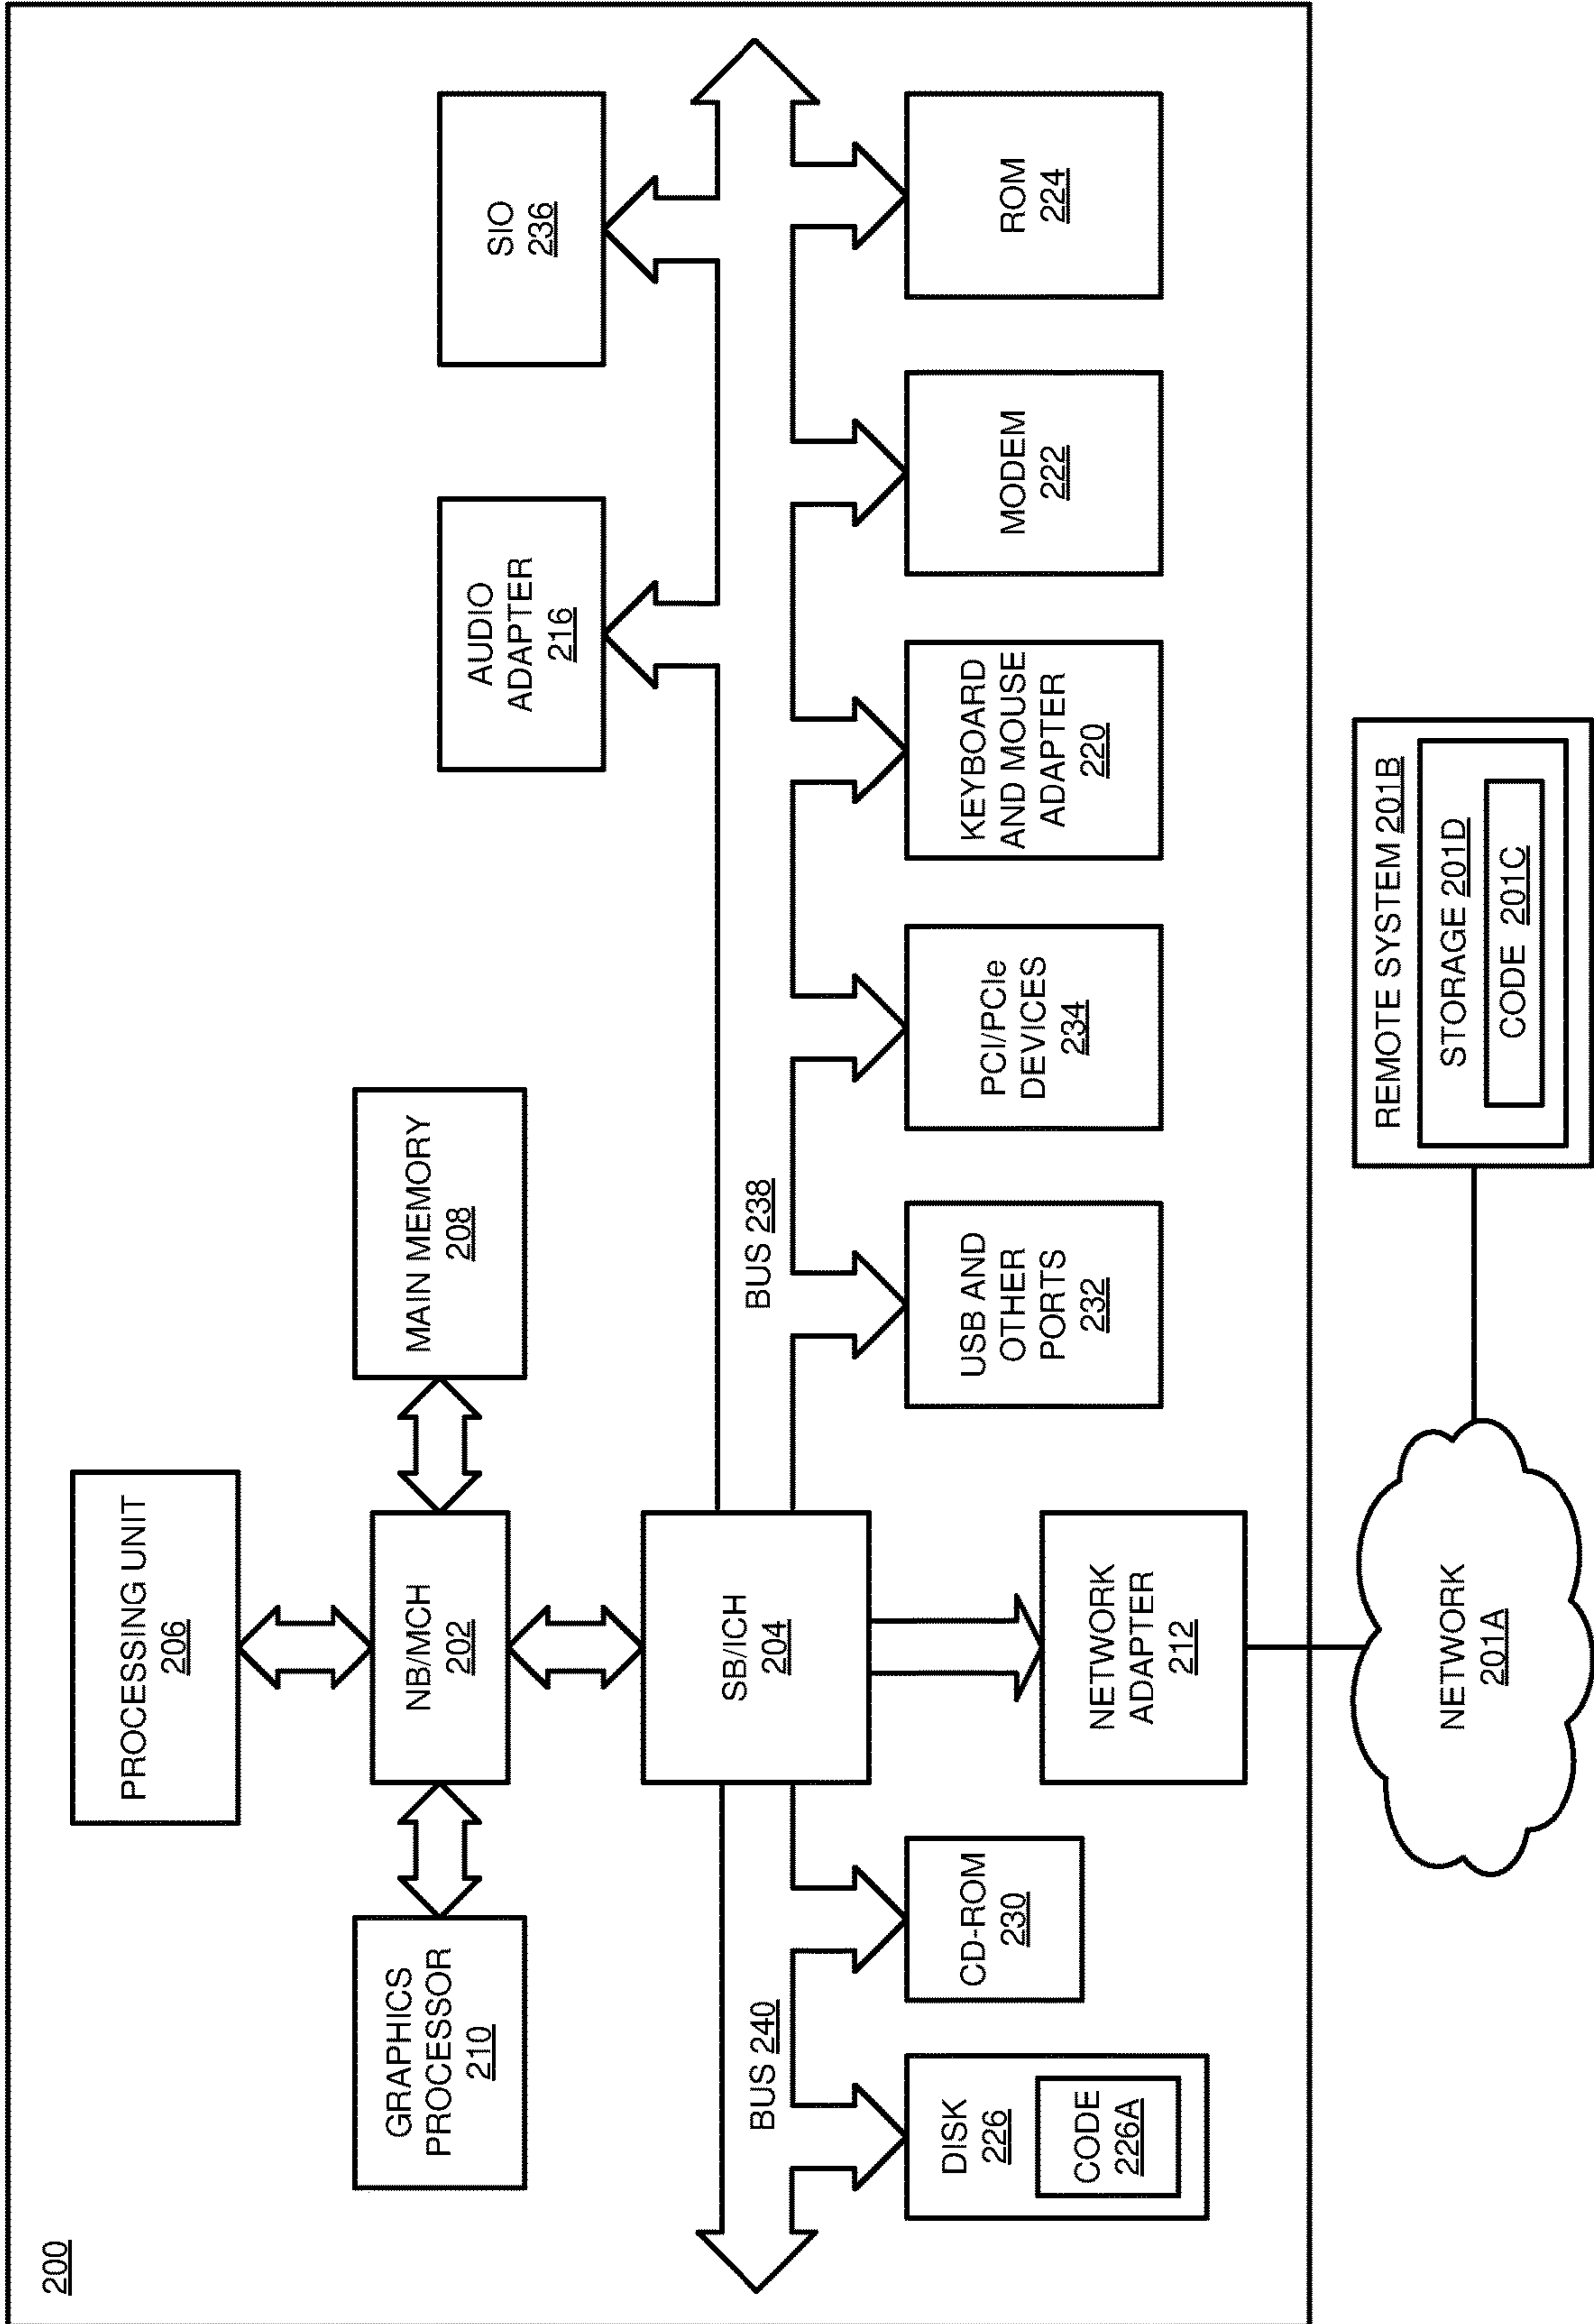 200
PROCESSING UNIT
206
GRAPHICS
PROCESSOR
210
NB/MCH
202
MAIN MEMORY
208
AUDIO
ADAPTER
216
SIO
236
SB/ICH
204
BUS 240
BUS 238
DISK
226
CODE
226A
CD-ROM
230
NETWORK
ADAPTER
212
USB AND
OTHER
PORTS
232
PCI/PCIe
DEVICES
234
KEYBOARD
AND MOUSE
ADAPTER
220
MODEM
222
ROM
224
NETWORK
201A
REMOTE SYSTEM 201B
STORAGE 201D
CODE 201C